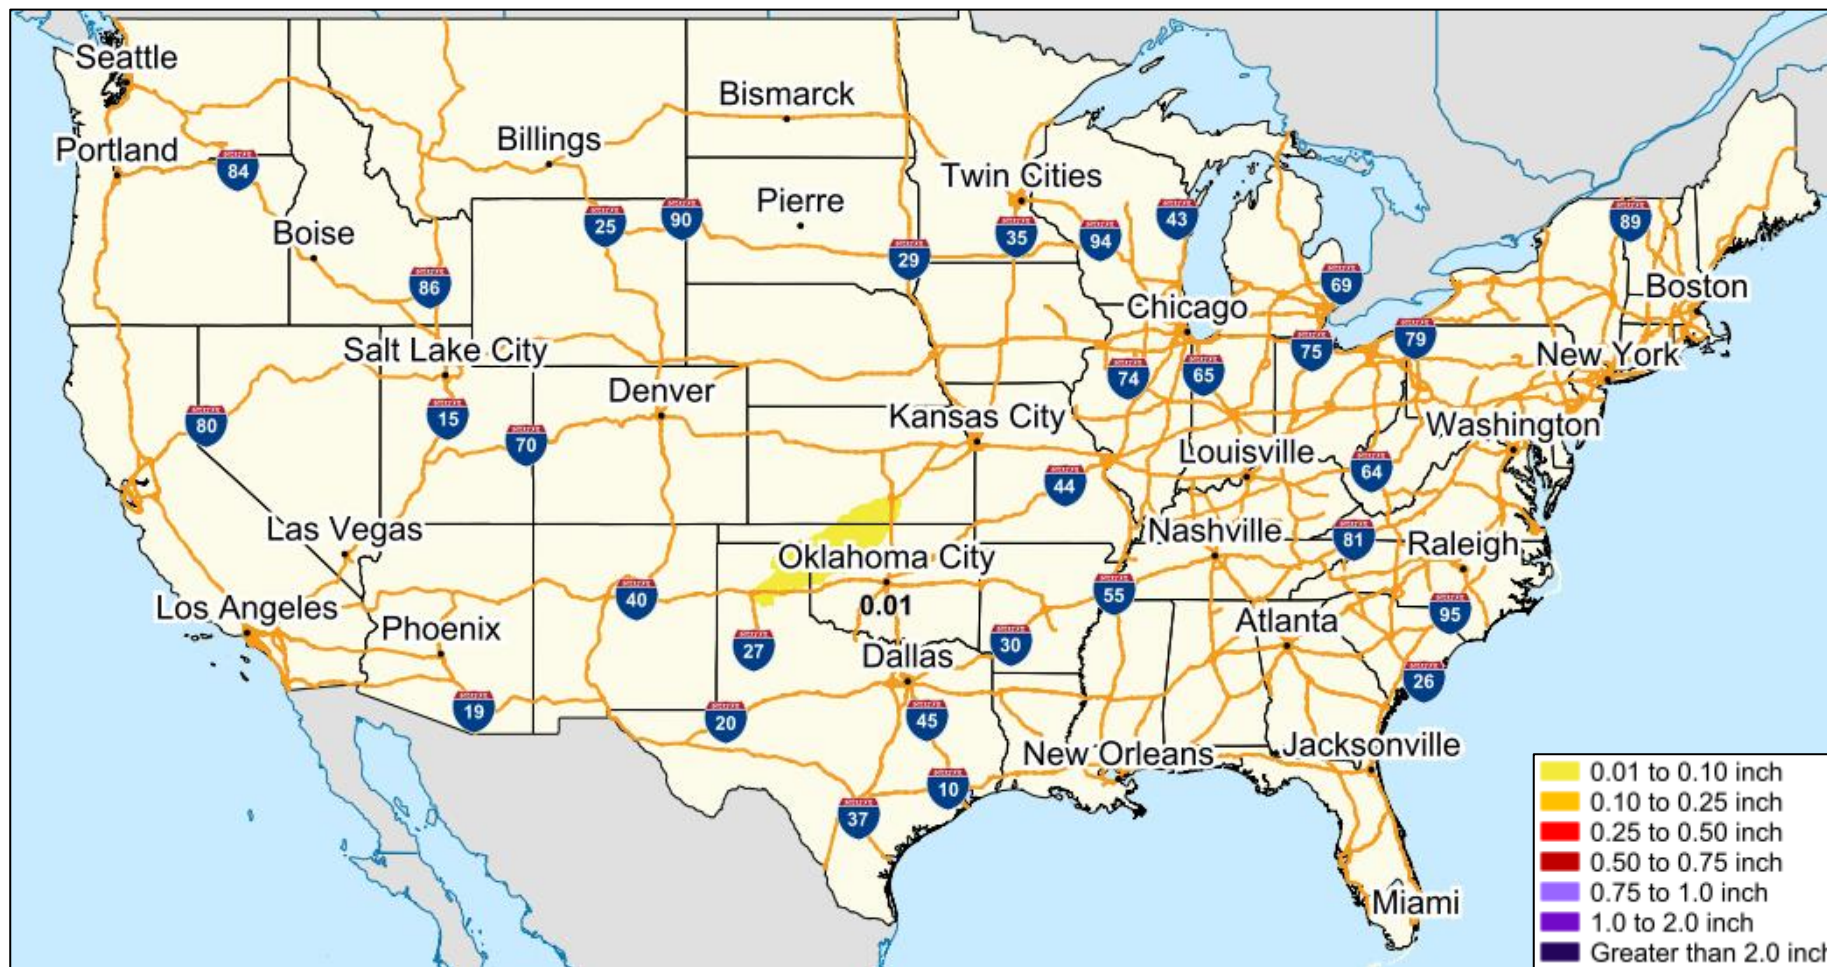 Seattle
Bismarck
Portland
84
Billings
Twin Cities
Pierre
25
90
43
89
35
94
Boise
29
86
69
Boston
Chicago
Salt Lake City
79
75
New York
74
65
Denver
15
80
70
Kansas City
Washington
Louisville
64
44
Las Vegas
Nashville
81
Raleigh
Oklahoma City
40
55
Los Angeles
0.01
95
Phoenix
Atlanta
27
30
Dallas
26
19
20
45
New Orleans
Jacksonville
10
37
0.01 to 0.10 inch
0.10 to 0.25 inch
0.25 to 0.50 inch
0.50 to 0.75 inch
0.75 to 1.0 inch
1.0 to 2.0 inch
Greater than 2.0 inch
Miami